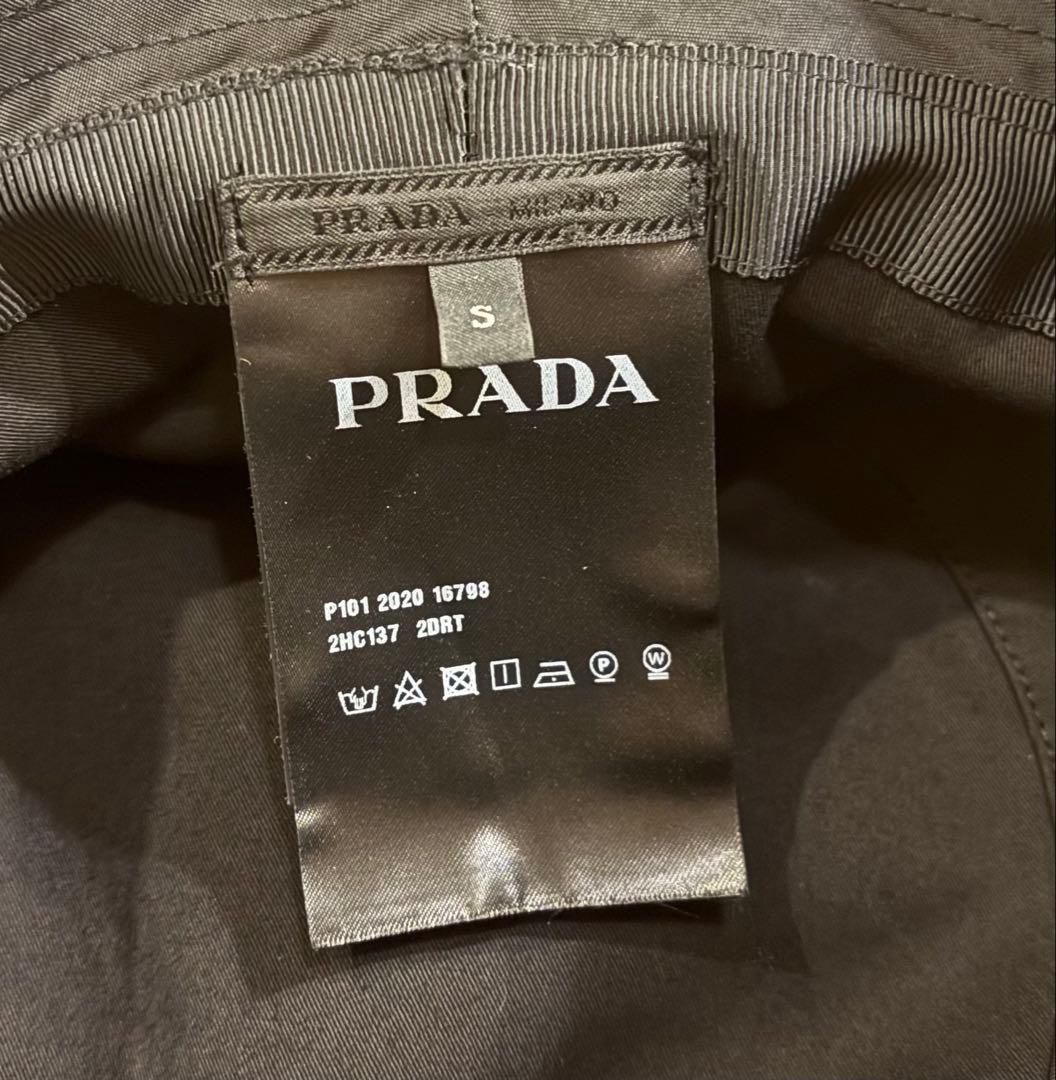 PRADA MILANO
S
PRADA
P101 2020 16798
2HC137 2DRT
P W